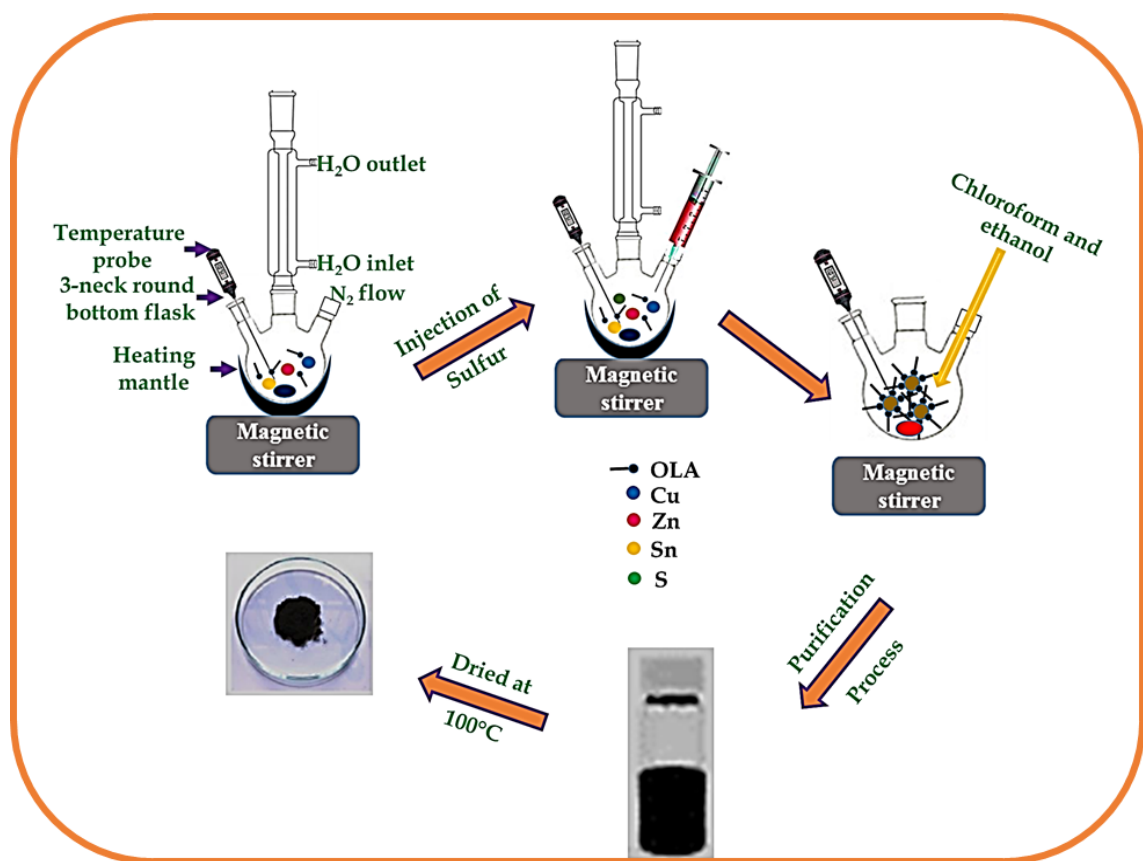 H₂O outlet
Temperature
probe
3-neck round
bottom flask
H₂O inlet
N₂ flow
Heating
mantle
Magnetic
stirrer
Injection of
Sulfur
Magnetic
stirrer
Chloroform and
ethanol
Magnetic
stirrer
OLA
Cu
Zn
Sn
S
Purification
Process
Dried at
100°C